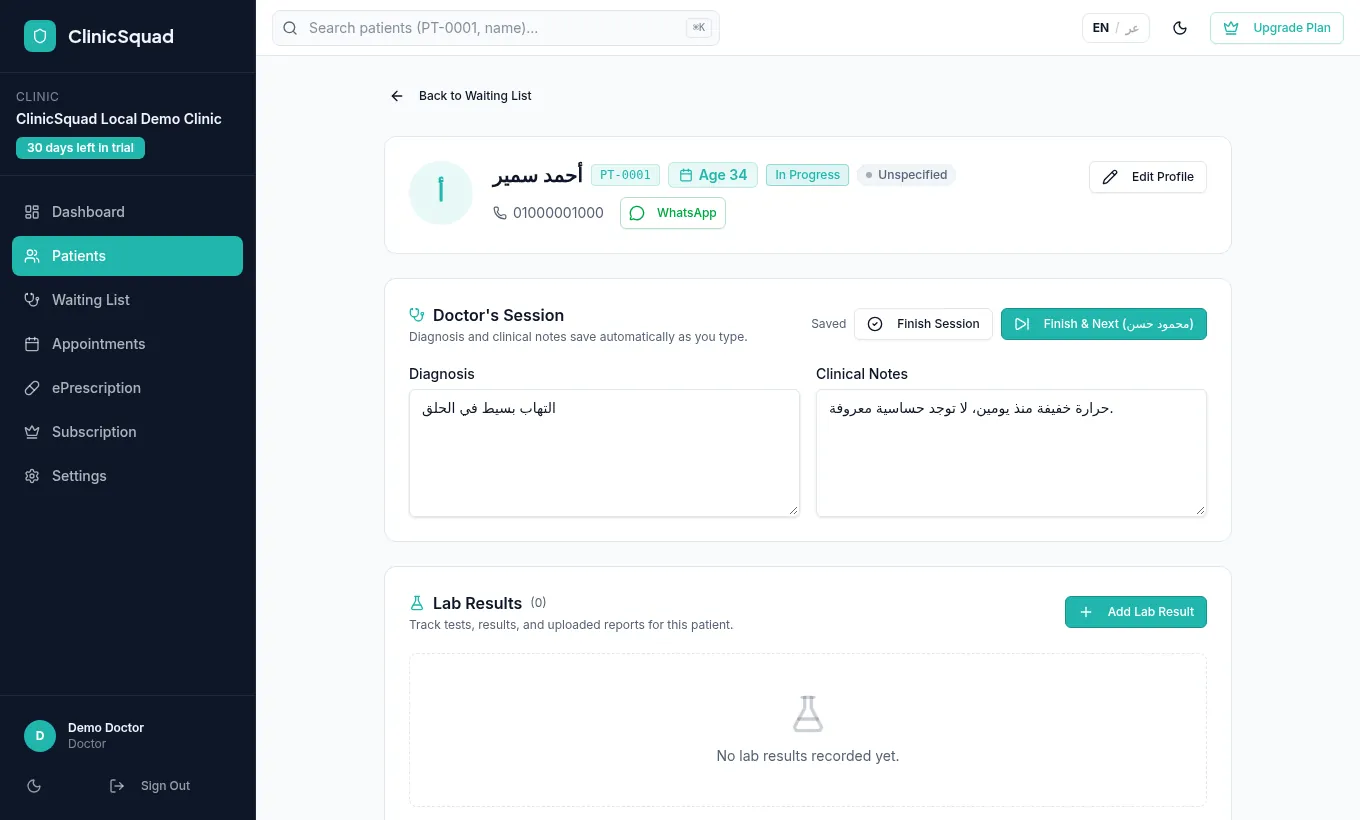 ClinicSquad
CLINIC
ClinicSquad Local Demo Clinic
30 days left in trial
Dashboard
Patients
Waiting List
Appointments
ePrescription
Subscription
Settings
D
Demo Doctor
Doctor
Sign Out
Search patients (PT-0001, name)...
⌘K
EN / عر
Upgrade Plan
Back to Waiting List
أ
أحمد سمير PT-0001 Age 34 In Progress Unspecified
Edit Profile
01000001000 WhatsApp
Doctor's Session
Diagnosis and clinical notes save automatically as you type.
Saved Finish Session Finish & Next (محمود حسن)
Diagnosis
التهاب بسيط في الحلق
Clinical Notes
حرارة خفيفة منذ يومين، لا توجد حساسية معروفة.
Lab Results (0)
Track tests, results, and uploaded reports for this patient.
Add Lab Result
No lab results recorded yet.